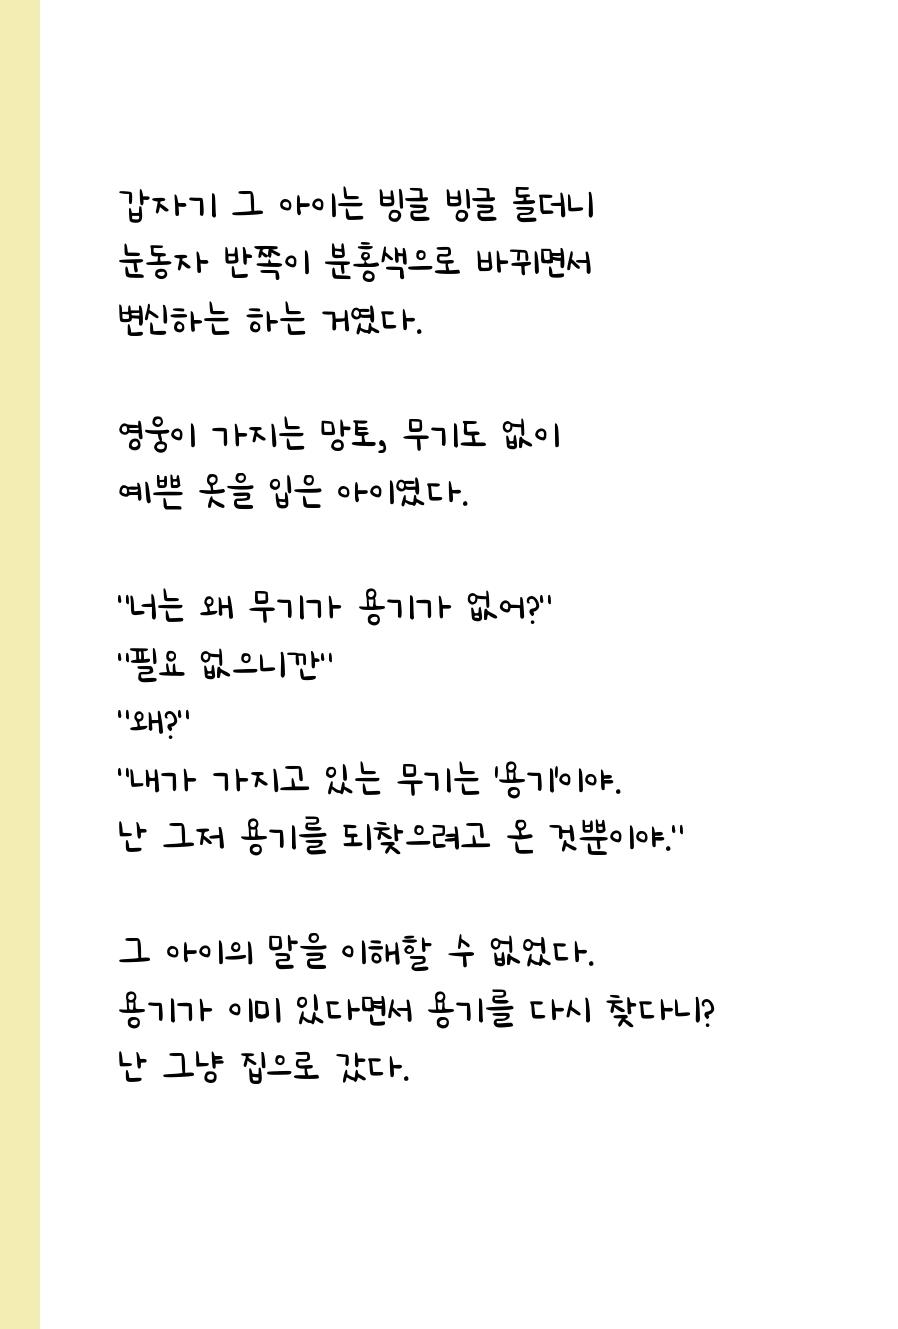 갑자기 그 아이는 빙글 빙글 돌더니
눈동자 반쪽이 분홍색으로 바뀌면서
변신하는 하는 거였다.
영웅이 가지는 망토, 무기도 없이
예쁜 옷을 입은 아이였다.
"너는 왜 무기가 용기가 없어?"
"필요 없으니깐"
"왜?"
"내가 가지고 있는 무기는 '용기'이야.
난 그저 용기를 되찾으려고 온 것뿐이야."
그 아이의 말을 이해할 수 없었다.
용기가 이미 있다면서 용기를 다시 찾다니?
난 그냥 집으로 갔다.